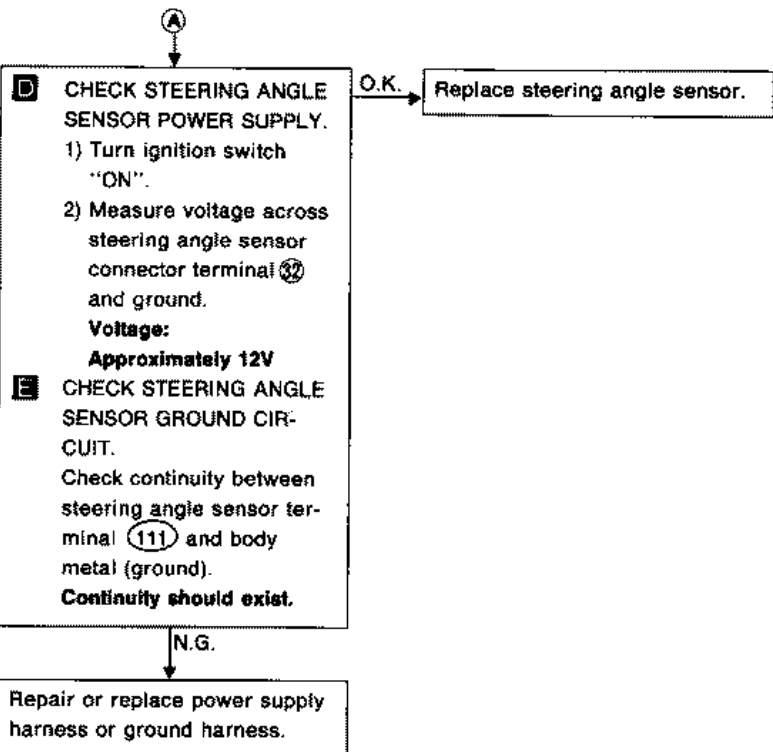 A
D CHECK STEERING ANGLE
SENSOR POWER SUPPLY.
1) Turn ignition switch
"ON".
2) Measure voltage across
steering angle sensor
connector terminal 32
and ground.
Voltage:
Approximately 12V
E CHECK STEERING ANGLE
SENSOR GROUND CIR-
CUIT.
Check continuity between
steering angle sensor ter-
minal 111 and body
metal (ground).
Continuity should exist.
O.K.
Replace steering angle sensor.
N.G.
Repair or replace power supply
harness or ground harness.